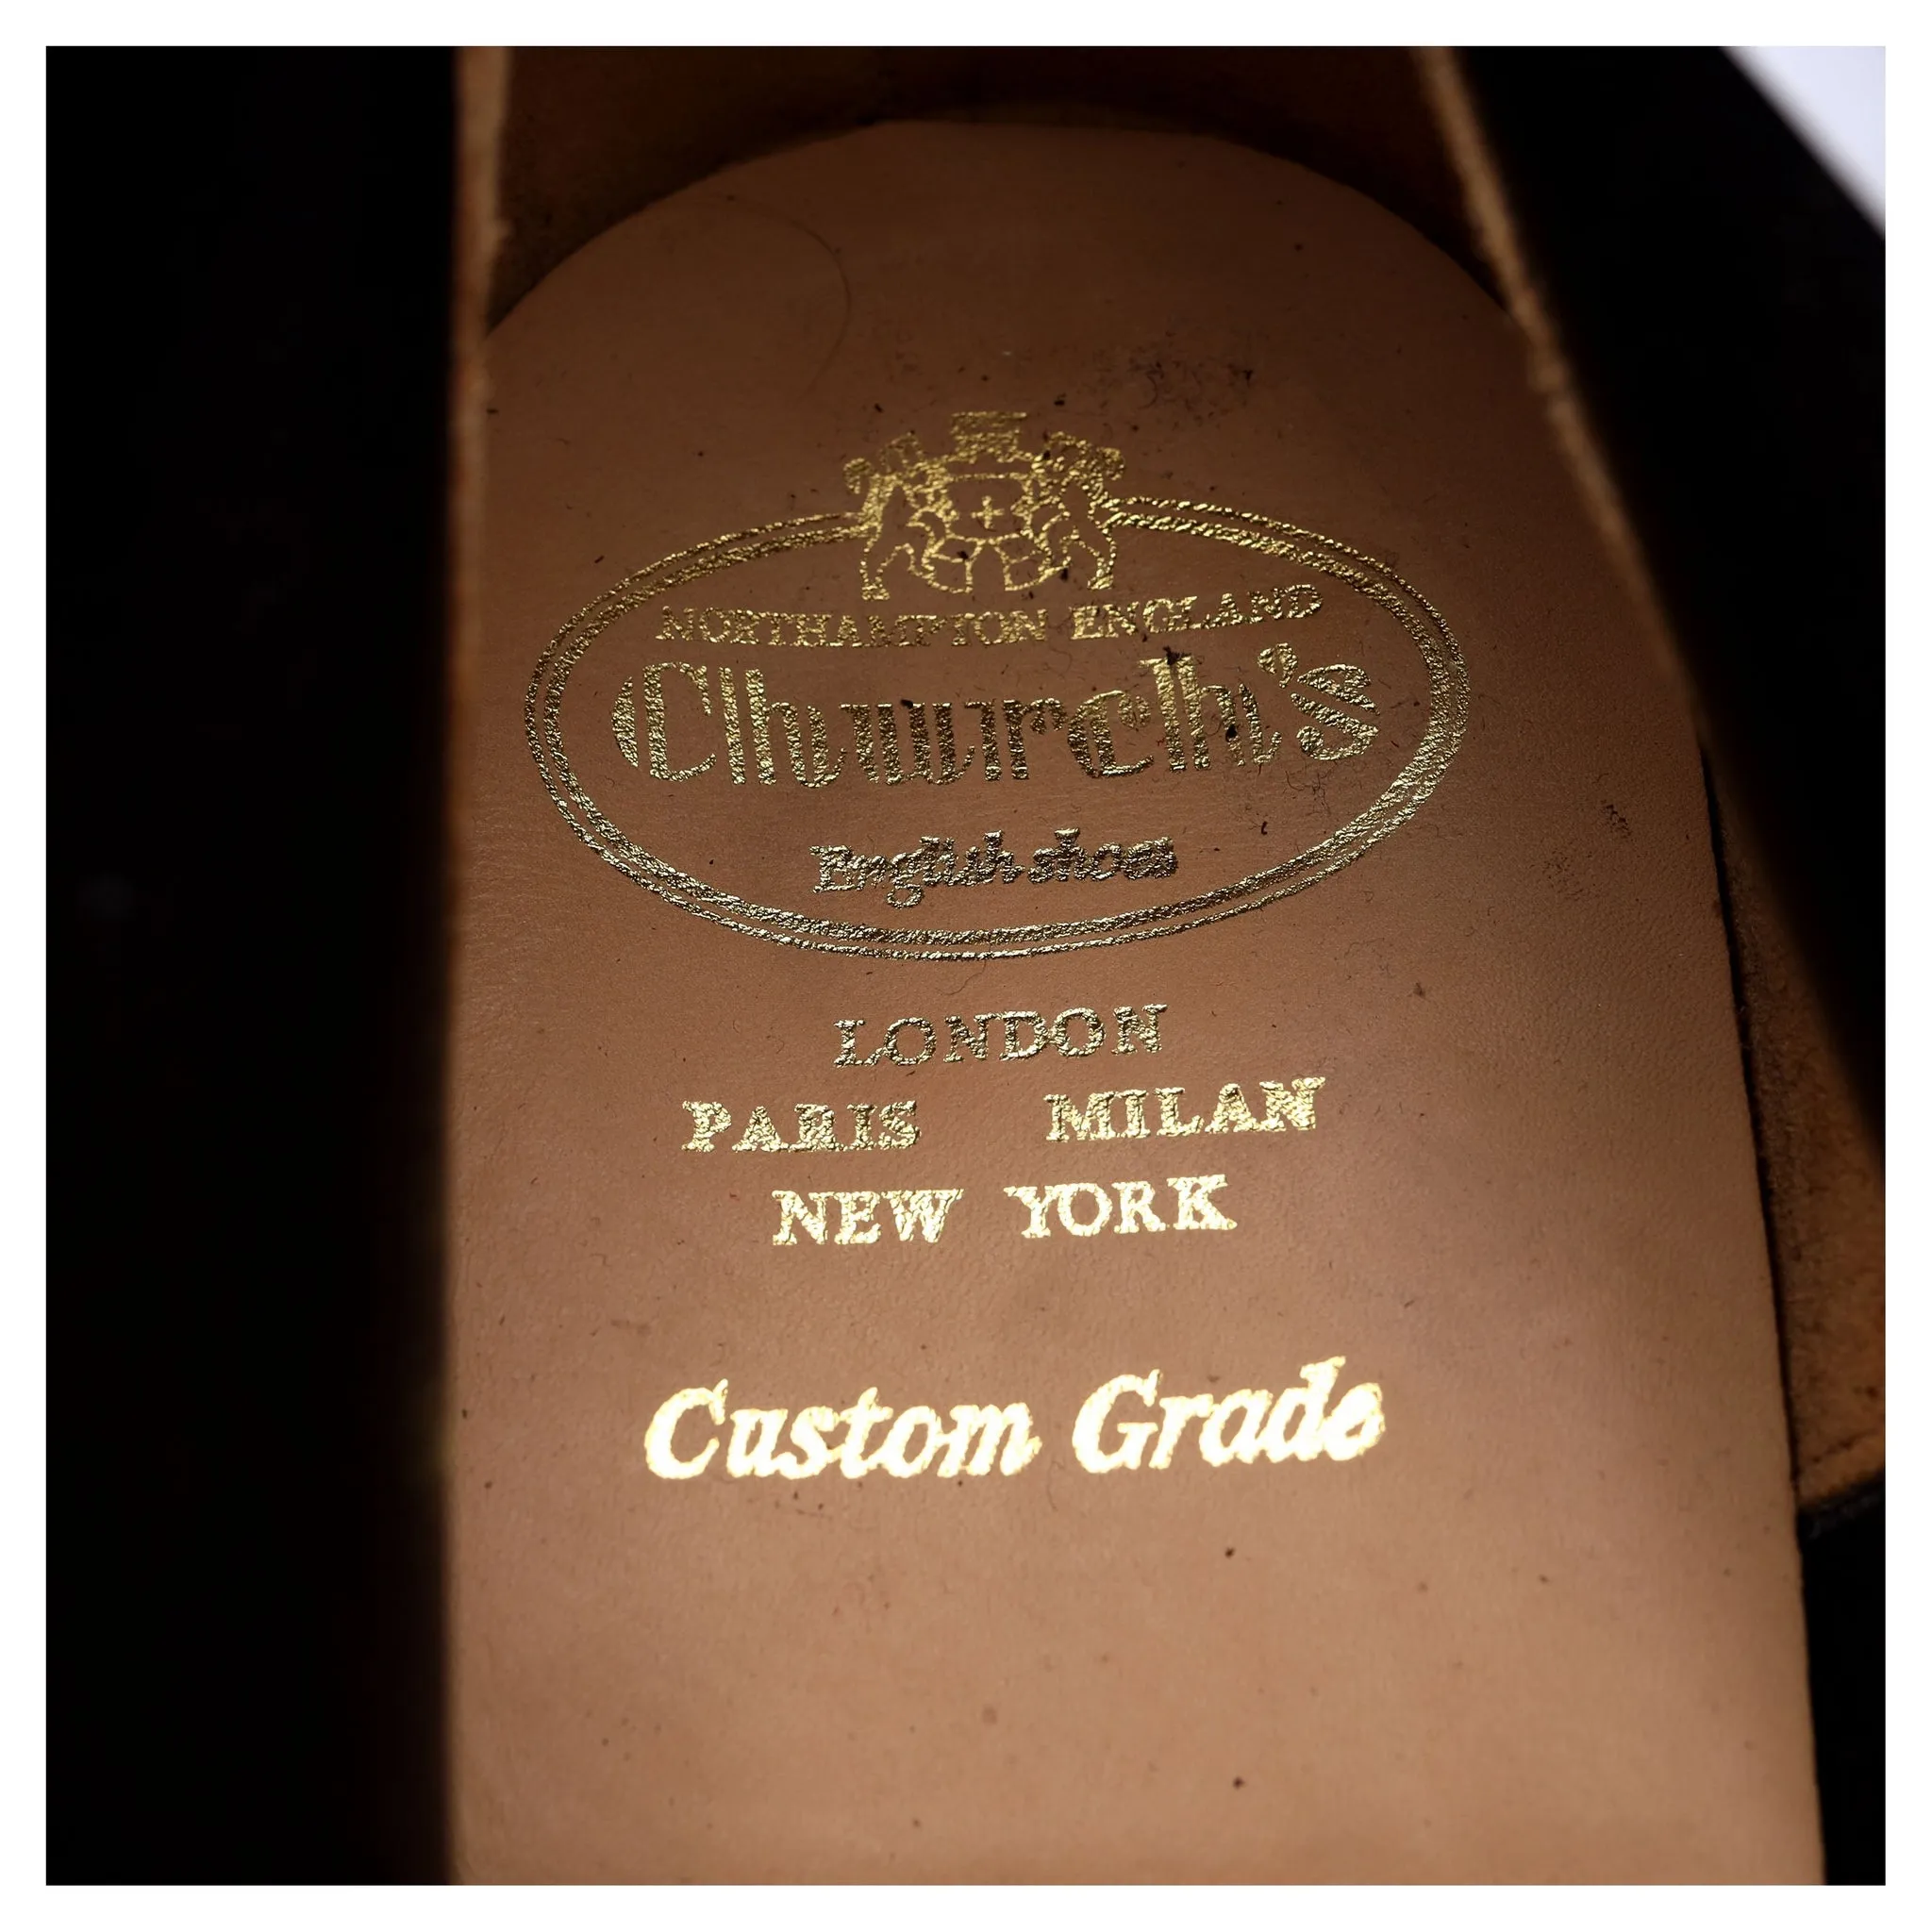 NORTHAMPTON ENGLAND
Church's
English shoes
LONDON
PARIS MILAN
NEW YORK
Custom Grade